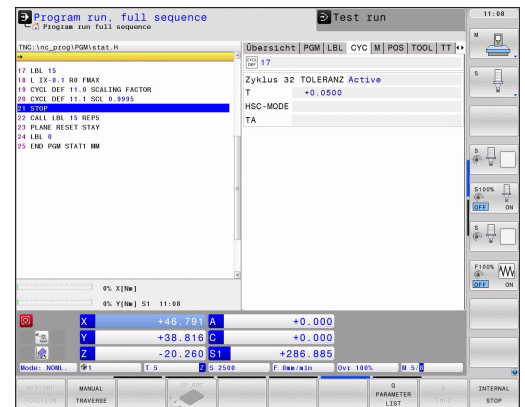 Program run, full sequence
Program run full sequence
Test run
11:08
TNC:\nc_prog\PGM\stat.H
17 LBL 15
18 L IX-0.1 R0 FMAX
19 CYCL DEF 11.0 SCALING FACTOR
20 CYCL DEF 11.1 SCL 0.9995
21 STOP
22 CALL LBL 15 REP5
23 PLANE RESET STAY
24 LBL 0
25 END PGM STAT1 MM
Übersicht PGM LBL CYC M POS TOOL TT
CYCL DEF 17
Zyklus 32 TOLERANZ Active
T +0.0500
HSC-MODE
TA
0% X[Nm]
0% Y[Nm] S1 11:08
X +46.791 A +0.000
Y +38.816 C +0.000
Z -20.260 S1 +286.885
Mode: NOML. 1 T 5 Z S 2500 F 0mm/min Ovr 100% M 5/8
RESTORE POSITION
MANUAL TRAVERSE
3D ROT
Q PARAMETER LIST
Q INFO
INTERNAL STOP
M
S
S
S100%
OFF ON
S
F100%
OFF ON